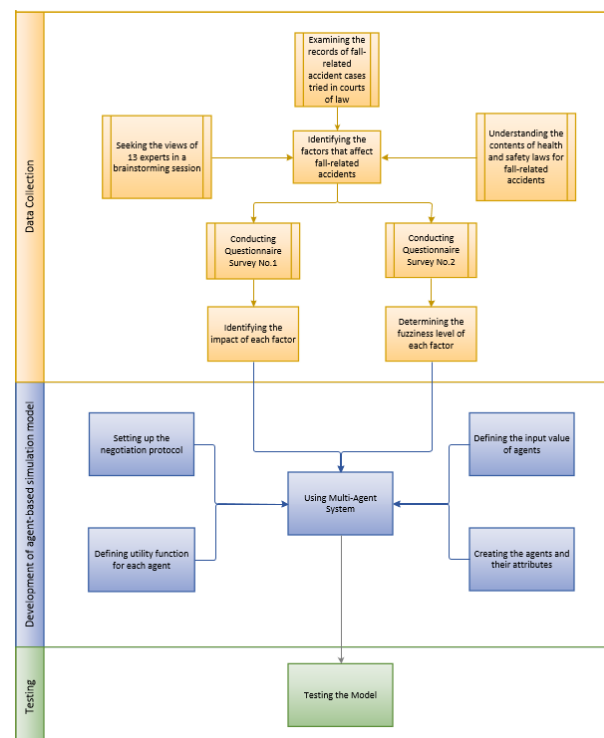 Data Collection
Examining the
records of fall-
related
accident cases
tried in courts
of law
Seeking the views of
13 experts in a
brainstorming session
Identifying the
factors that affect
fall-related
accidents
Understanding the
contents of health
and safety laws for
fall-related
accidents
Conducting
Questionnaire
Survey No.1
Conducting
Questionnaire
Survey No.2
Identifying the
impact of each factor
Determining the
fuzziness level of
each factor
Development of agent-based simulation model
Setting up the
negotiation protocol
Defining the input value
of agents
Using Multi-Agent
System
Defining utility function
for each agent
Creating the agents and
their attributes
Testing
Testing the Model